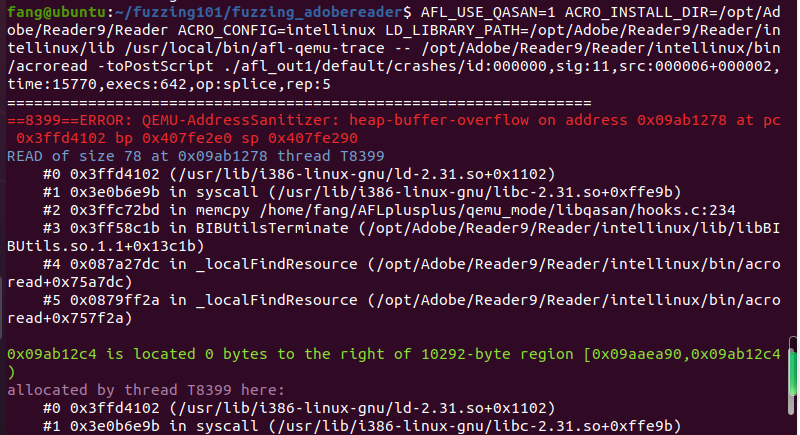 fang@ubuntu:~/fuzzing101/fuzzing_adobereader$ AFL_USE_QASAN=1 ACRO_INSTALL_DIR=/opt/Ad
obe/Reader9/Reader ACRO_CONFIG=intellinux LD_LIBRARY_PATH=/opt/Adobe/Reader9/Reader/in
tellinux/lib /usr/local/bin/afl-qemu-trace -- /opt/Adobe/Reader9/Reader/intellinux/bin
/acroread -toPostScript ./afl_out1/default/crashes/id:000000,sig:11,src:000006+000002,
time:15770,execs:642,op:splice,rep:5
=================================================================
==8399==ERROR: QEMU-AddressSanitizer: heap-buffer-overflow on address 0x09ab1278 at pc
 0x3ffd4102 bp 0x407fe2e0 sp 0x407fe290
READ of size 78 at 0x09ab1278 thread T8399
    #0 0x3ffd4102 (/usr/lib/i386-linux-gnu/ld-2.31.so+0x1102)
    #1 0x3e0b6e9b in syscall (/usr/lib/i386-linux-gnu/libc-2.31.so+0xffe9b)
    #2 0x3ffc72bd in memcpy /home/fang/AFLplusplus/qemu_mode/libqasan/hooks.c:234
    #3 0x3ff58c1b in BIBUtilsTerminate (/opt/Adobe/Reader9/Reader/intellinux/lib/libBI
BUtils.so.1.1+0x13c1b)
    #4 0x087a27dc in _localFindResource (/opt/Adobe/Reader9/Reader/intellinux/bin/acro
read+0x75a7dc)
    #5 0x0879ff2a in _localFindResource (/opt/Adobe/Reader9/Reader/intellinux/bin/acro
read+0x757f2a)
0x09ab12c4 is located 0 bytes to the right of 10292-byte region [0x09aaea90,0x09ab12c4
)
allocated by thread T8399 here:
    #0 0x3ffd4102 (/usr/lib/i386-linux-gnu/ld-2.31.so+0x1102)
    #1 0x3e0b6e9b in syscall (/usr/lib/i386-linux-gnu/libc-2.31.so+0xffe9b)